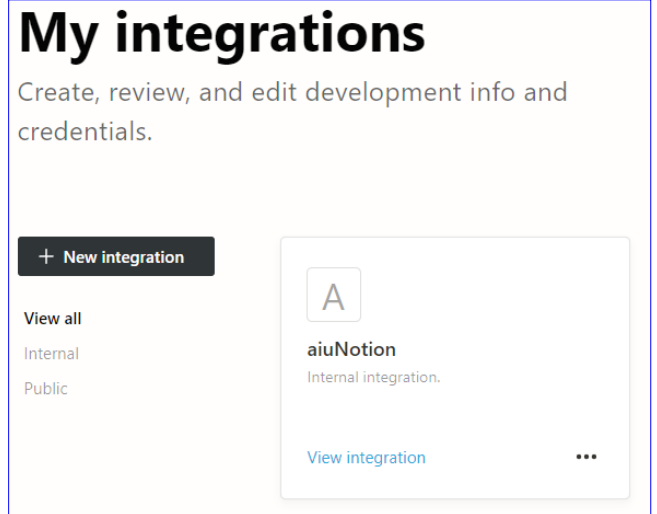 My integrations
Create, review, and edit development info and
credentials.
+ New integration
View all
Internal
Public
A
aiuNotion
Internal integration.
View integration
•••